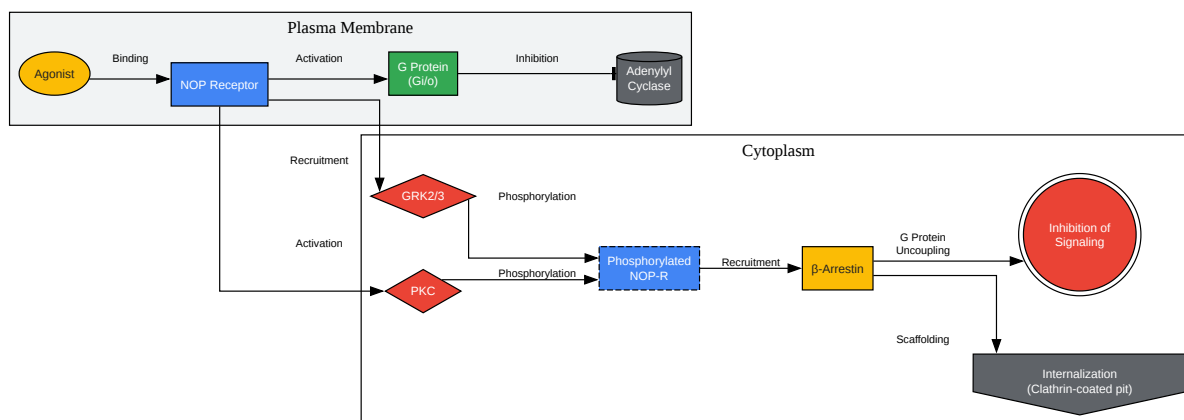 Plasma Membrane
Agonist
Binding
NOP Receptor
Activation
G Protein
(Gi/o)
Inhibition
Adenylyl
Cyclase
Cytoplasm
Recruitment
GRK2/3
Phosphorylation
Activation
PKC
Phosphorylation
Phosphorylated
NOP-R
Recruitment
β-Arrestin
G Protein
Uncoupling
Inhibition of
Signaling
Scaffolding
Internalization
(Clathrin-coated pit)